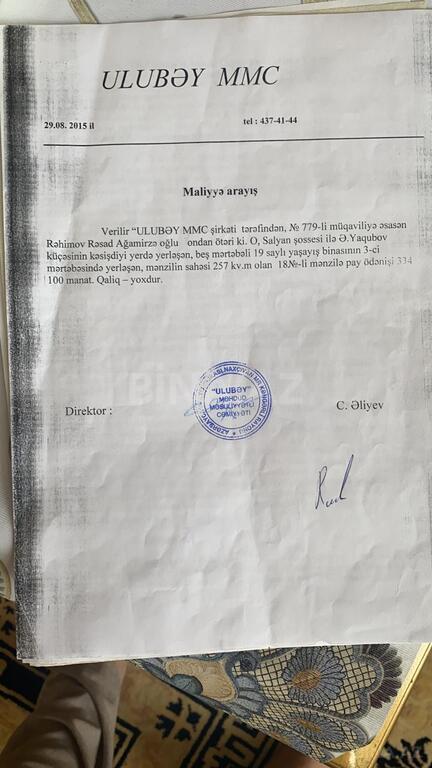 ULUBƏY MMC
29.08. 2015 il
tel : 437-41-44
Maliyyə arayış
Verilir “ULUBƏY MMC şirkəti tərəfindən, № 779-li müqaviliyə əsasən
Rəhimov Rəsad Ağamirzə oğlu ondan ötəri ki. O, Salyan şossesi ilə Ə.Yaqubov
küçəsinin kəsişdiyi yerdə yerləşən, beş mərtəbəli 19 saylı yaşayış binasının 3-ci
mərtəbəsində yerləşən, mənzilin sahəsi 257 kv.m olan 18№-li mənzilə pay ödənişi 334
100 manat. Qaliq – yoxdur.
"ULUBƏY"
MƏHDUD
MƏSULİYYƏTLİ
CƏMİYYƏTİ
Direktor :
C. Əliyev